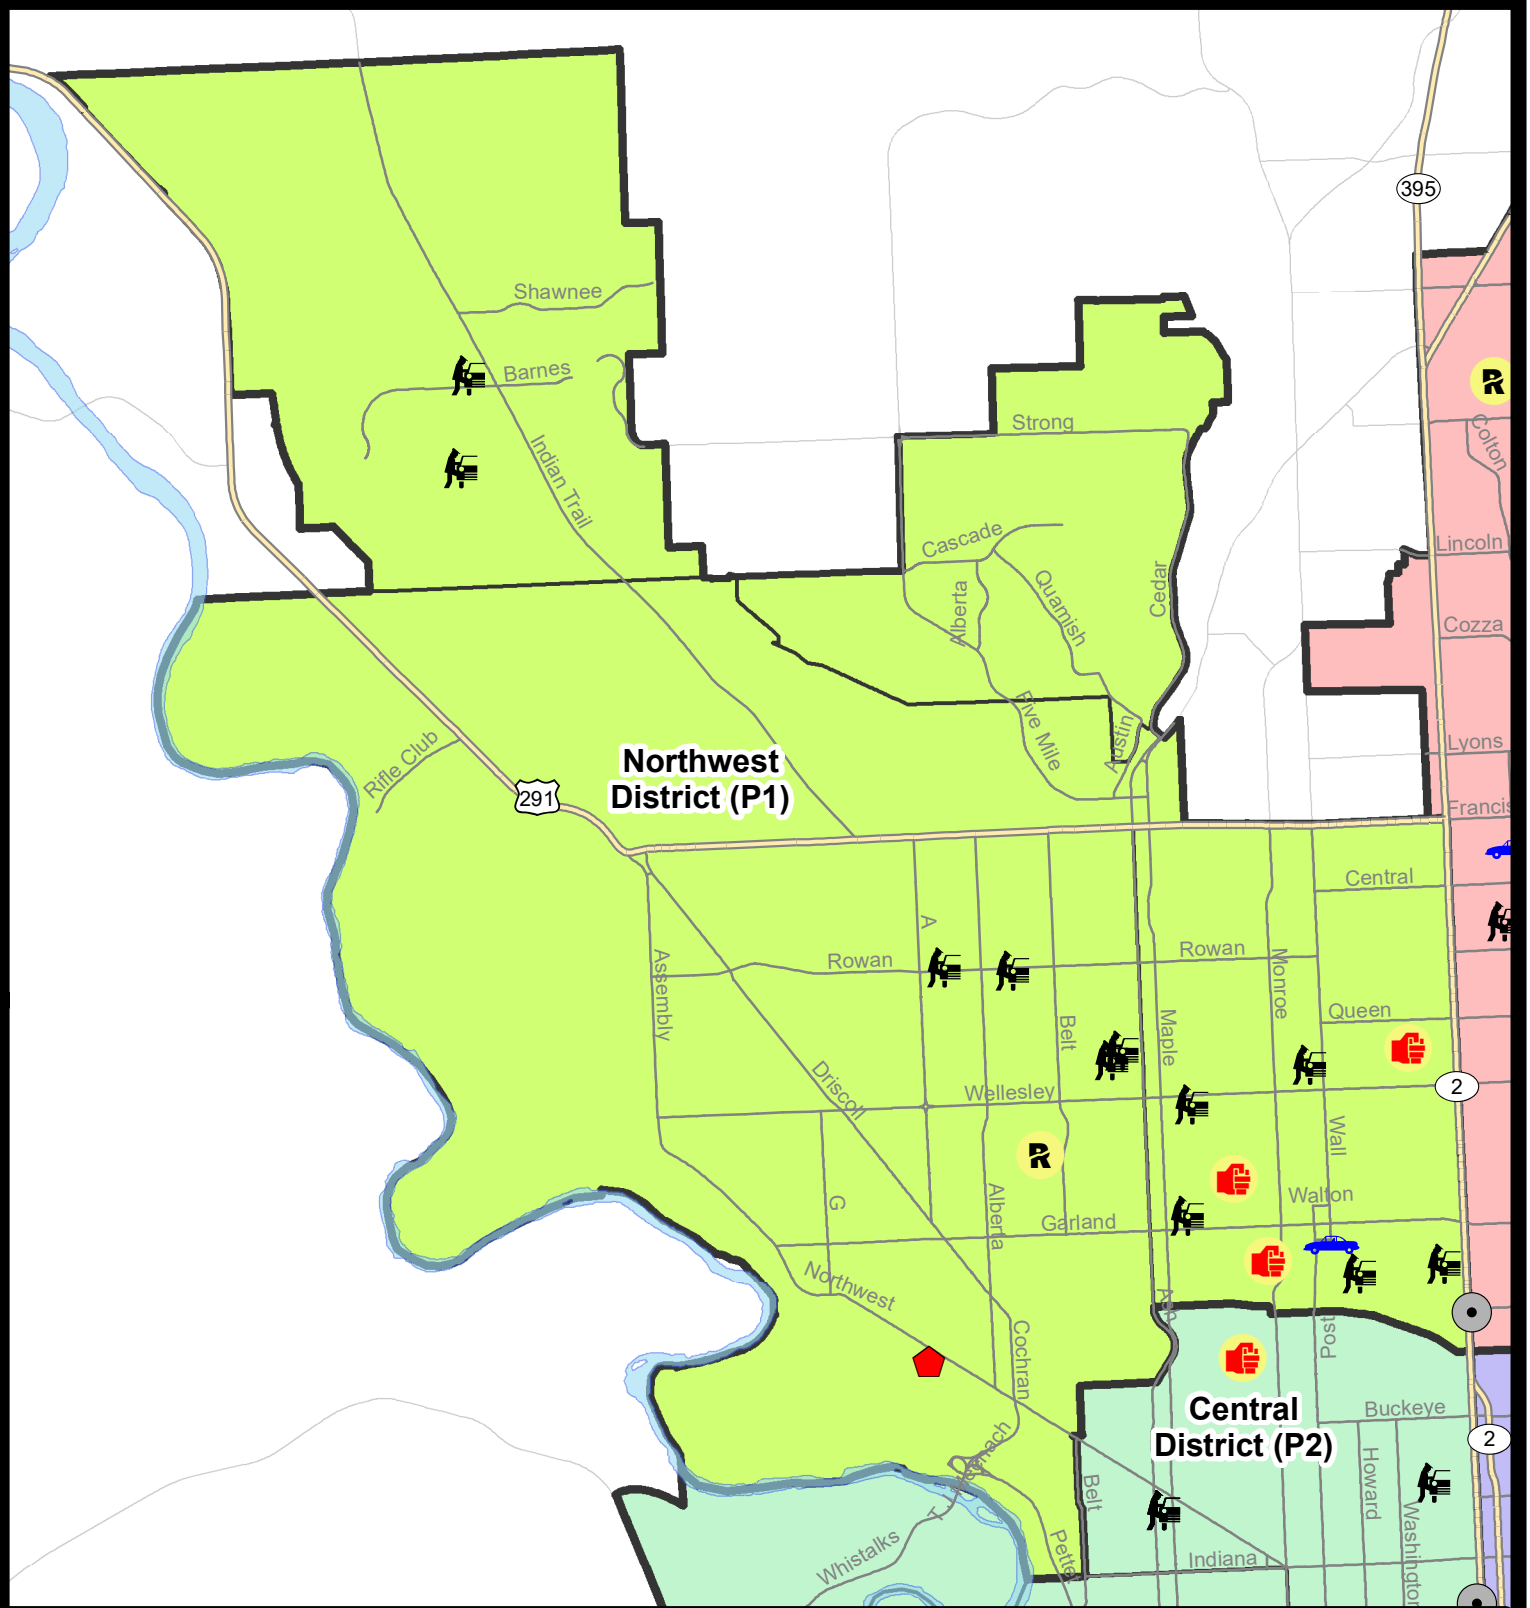 395
Shawnee
Barnes
Indian Trail
Strong
Colton
Lincoln
Cascade
Alberta
Quamish
Cedar
Cozza
Five Mile
Austin
Lyons
Rifle Club
Northwest
District (P1)
291
Francis
Central
A
Rowan
Rowan
Assembly
Monroe
Queen
Belt
Maple
Driscoll
Wellesley
2
Wall
G
Alberta
Garland
Walton
Northwest
Ash
Post
Cochran
Central
District (P2)
Buckeye
2
Belt
Howard
Washington
Whistalks
Pettet
Indiana